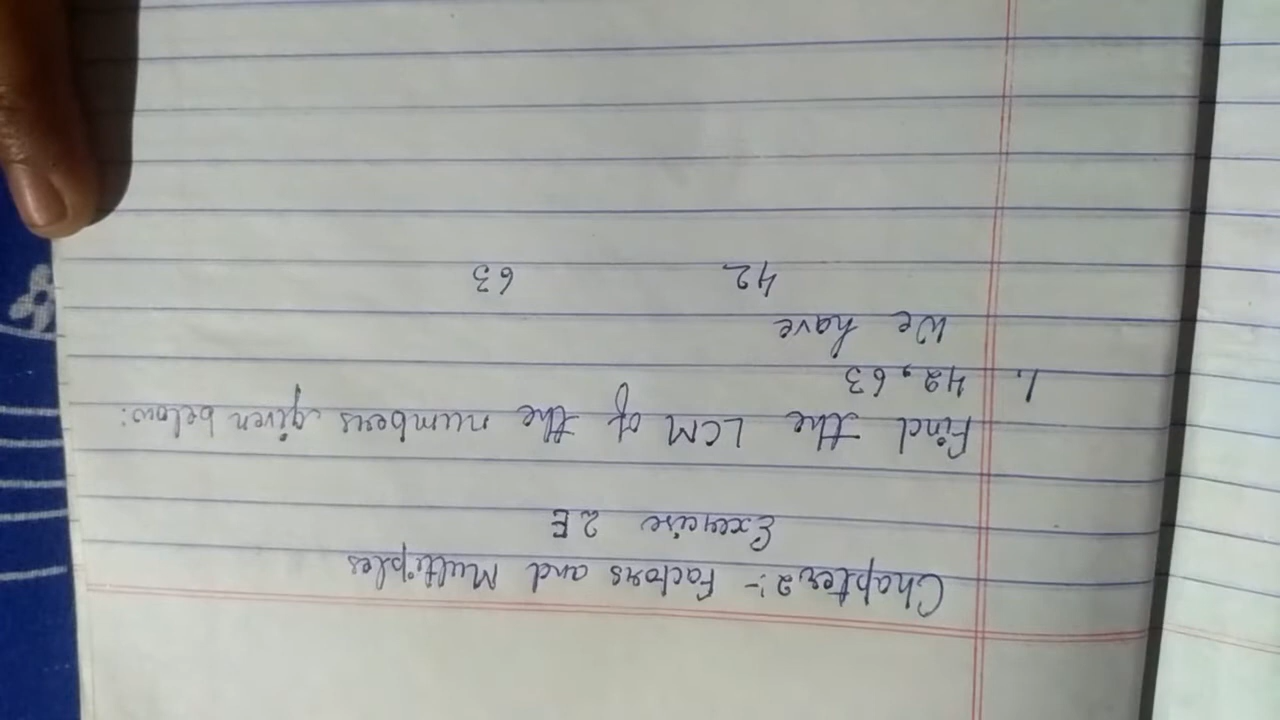 Chapter 2:- Factors and Multiples
Exercise 2E
Find the LCM of the numbers given below:
1. 42, 63
We have
42 63